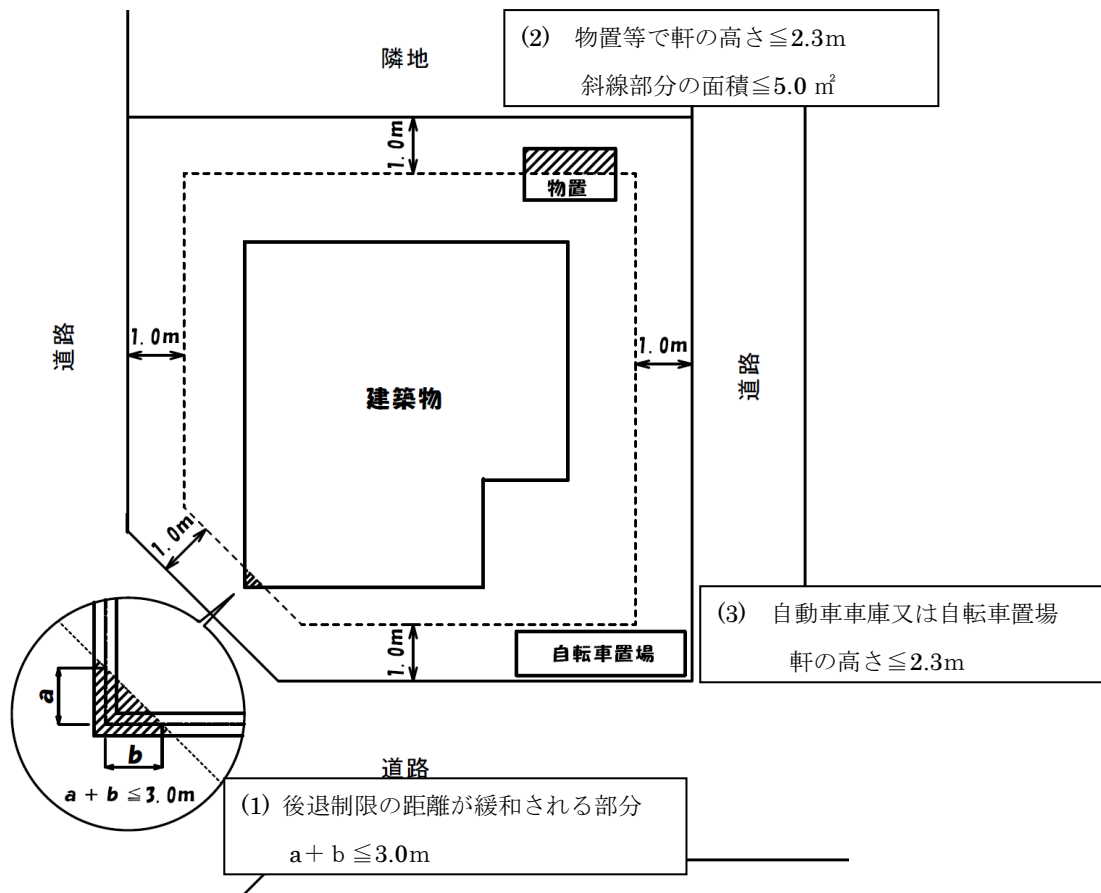 隣地
(2) 物置等で軒の高さ≦2.3m
斜線部分の面積≦5.0㎡
1.0m
物置
道路
1.0m
1.0m
建築物
道路
1.0m
(3) 自動車車庫又は自転車置場
軒の高さ≦2.3m
1.0m
自転車置場
a
b
a+b≦3.0m
道路
(1) 後退制限の距離が緩和される部分
a+b≦3.0m